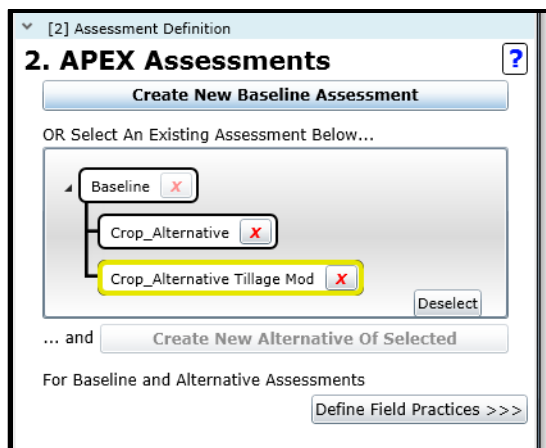 [2] Assessment Definition
2. APEX Assessments ?
Create New Baseline Assessment
OR Select An Existing Assessment Below...
Baseline X
Crop_Alternative X
Crop_Alternative Tillage Mod X
Deselect
... and Create New Alternative Of Selected
For Baseline and Alternative Assessments
Define Field Practices >>>